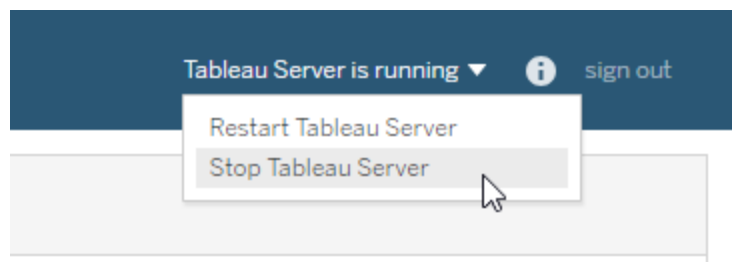 Tableau Server is running
sign out
Restart Tableau Server
Stop Tableau Server